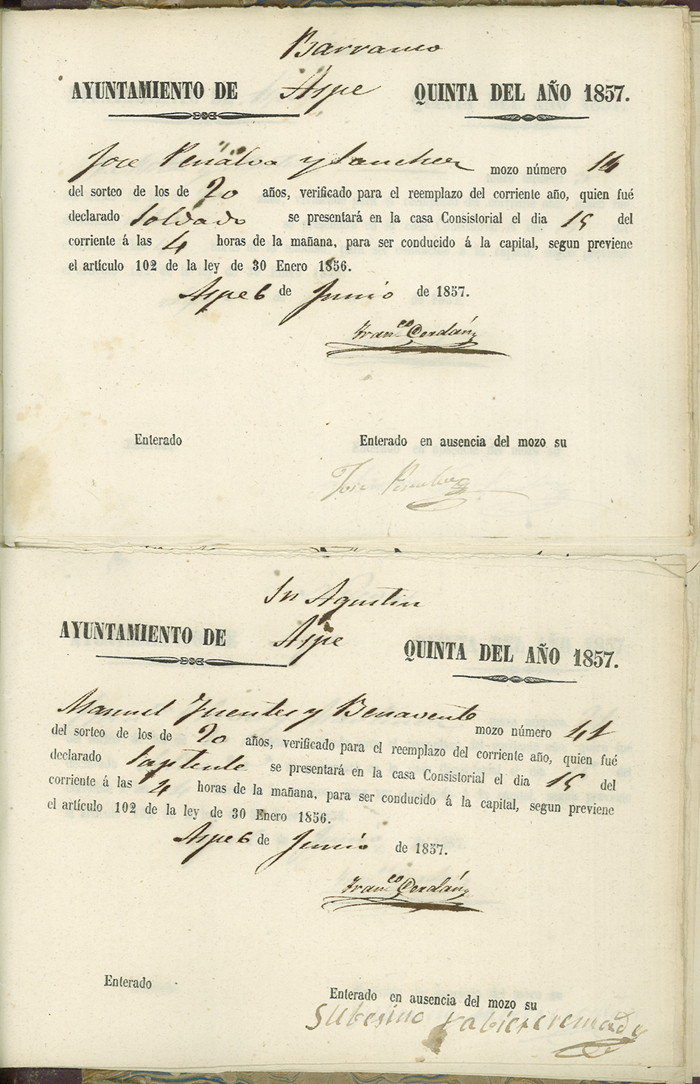 Barranco
AYUNTAMIENTO DE Aspe QUINTA DEL AÑO 1857.
Jose Peñalva y Sanchez mozo número 14
del sorteo de los de 20 años, verificado para el reemplazo del corriente año, quien fué
declarado Soldado se presentará en la casa Consistorial el dia 15 del
corriente á las 4 horas de la mañana, para ser conducido á la capital, segun previene
el artículo 102 de la ley de 30 Enero 1856.
Aspe 6 de Junio de 1857.
Fran.co Cerdán
Enterado Enterado en ausencia del mozo su
Jose
Sn Agustin
AYUNTAMIENTO DE Aspe QUINTA DEL AÑO 1857.
Manuel Fuentes y Benavente mozo número 41
del sorteo de los de 20 años, verificado para el reemplazo del corriente año, quien fué
declarado Suplente se presentará en la casa Consistorial el dia 15 del
corriente á las 4 horas de la mañana, para ser conducido á la capital, segun previene
el artículo 102 de la ley de 30 Enero 1856.
Aspe 6 de Junio de 1857.
Fran.co Cerdán
Enterado Enterado en ausencia del mozo su